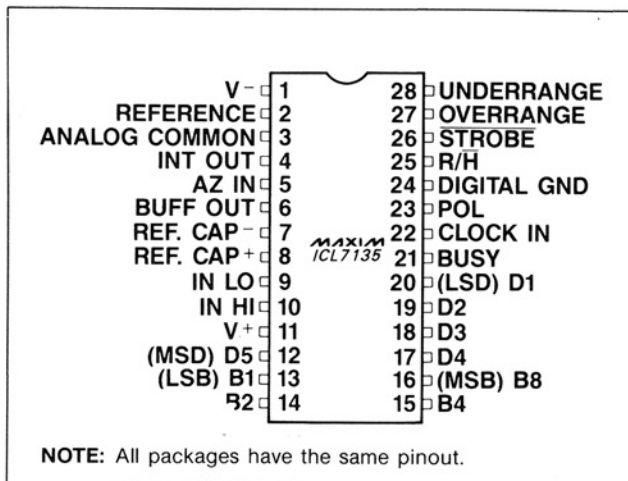 V⁻ 1
REFERENCE 2
ANALOG COMMON 3
INT OUT 4
AZ IN 5
BUFF OUT 6
REF. CAP⁻ 7
REF. CAP⁺ 8
IN LO 9
IN HI 10
V⁺ 11
(MSD) D5 12
(LSB) B1 13
B2 14
MAXIM
ICL7135
28 UNDERRANGE
27 OVERRANGE
26 S̅T̅R̅O̅B̅E̅
25 R/H̅
24 DIGITAL GND
23 POL
22 CLOCK IN
21 BUSY
20 (LSD) D1
19 D2
18 D3
17 D4
16 (MSB) B8
15 B4
NOTE: All packages have the same pinout.